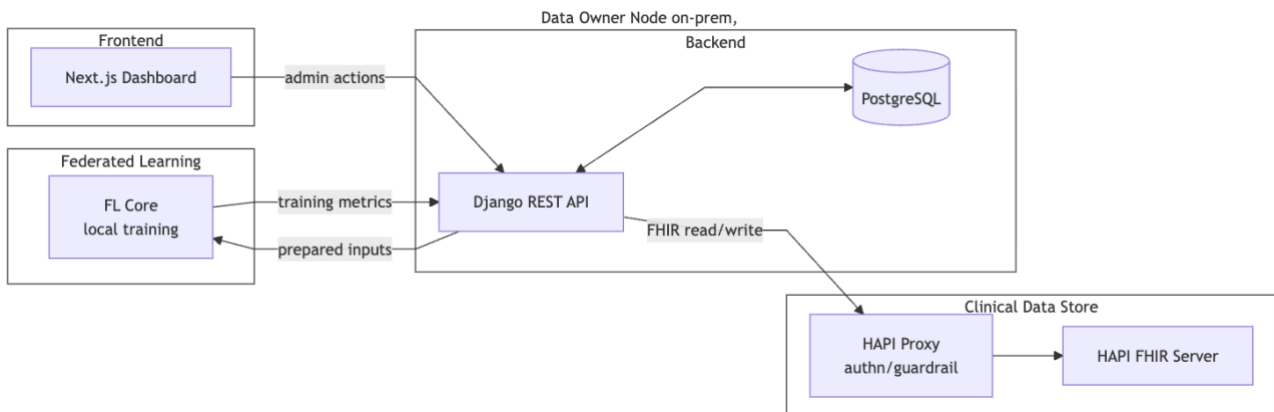 Data Owner Node on-prem,
Frontend
Backend
Next.js Dashboard
admin actions
PostgreSQL
Federated Learning
FL Core
local training
training metrics
Django REST API
prepared inputs
FHIR read/write
Clinical Data Store
HAPI Proxy
authn/guardrail
HAPI FHIR Server